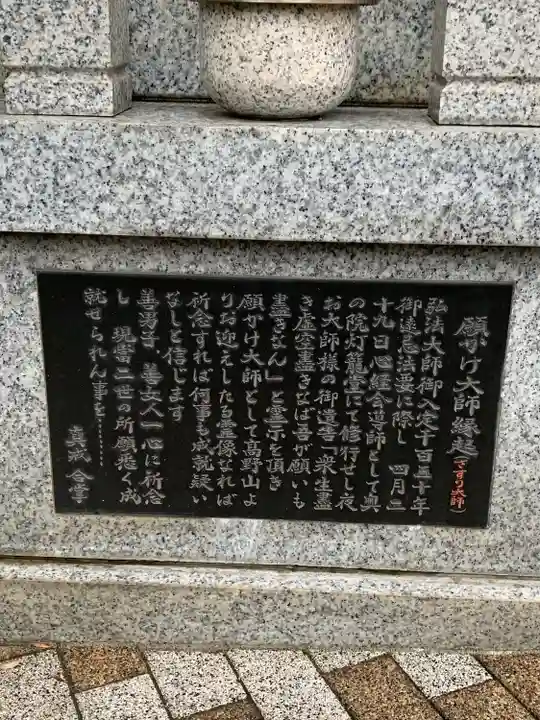 願かけ大師縁起(さすり大師)
弘法大師御入定千百五十年
御遠忌法要に際し 四月二
十九日心経会導師として奥
の院灯籠堂にて修行せし夜
お大師様の御遺告「衆生盡
き虚空盡きなば吾が願いも
盡きなん」と霊示を頂き
願かけ大師として高野山よ
りお迎えしたる霊像なれば
祈念すれば何事も成就疑い
なしと信じます
善男子 善女人一心に祈念
し 現當二世の所願悉く成
就せられん事を………
真成 合掌